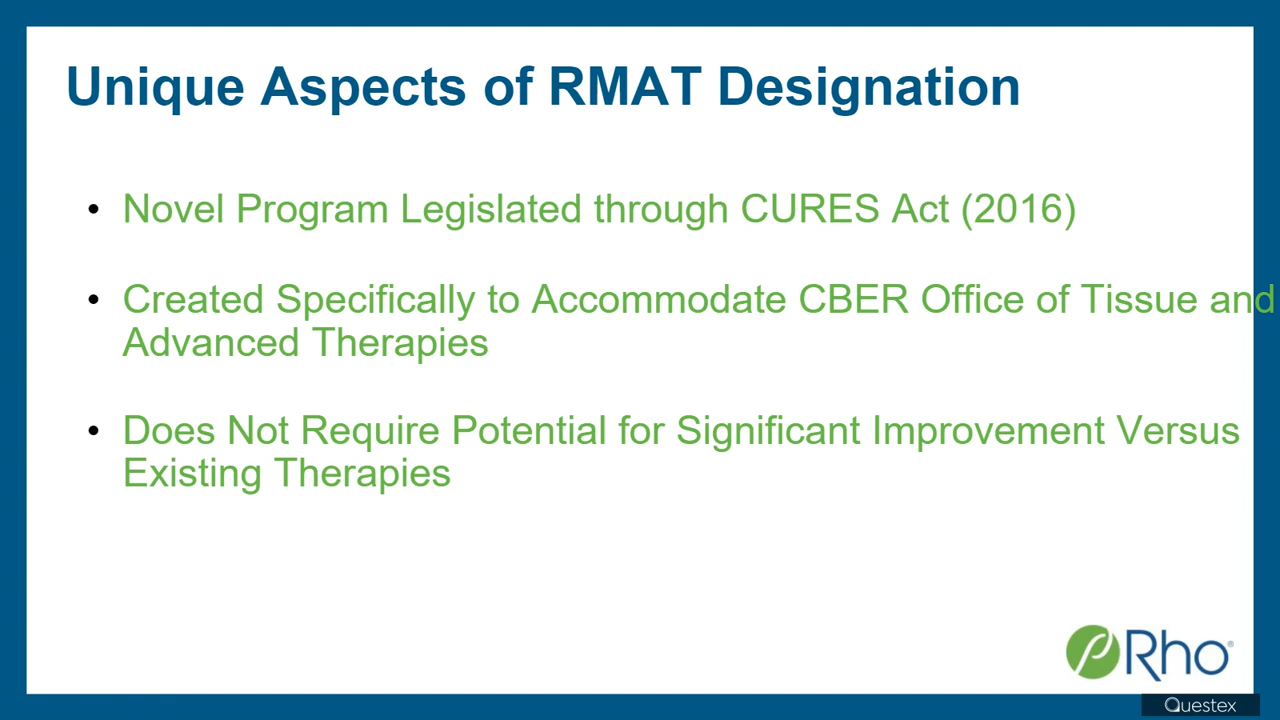 Unique Aspects of RMAT Designation
• Novel Program Legislated through CURES Act (2016)
• Created Specifically to Accommodate CBER Office of Tissue and
Advanced Therapies
• Does Not Require Potential for Significant Improvement Versus
Existing Therapies
Rho®
Questex